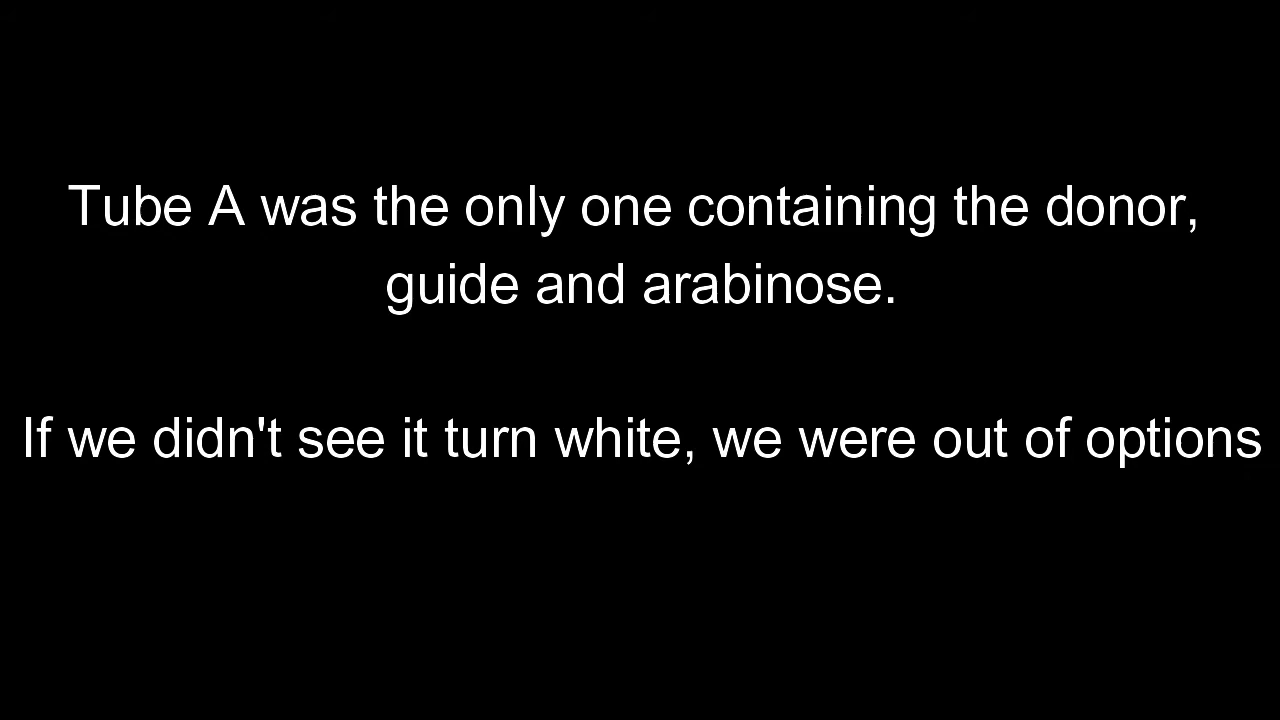 Tube A was the only one containing the donor,
guide and arabinose.
If we didn't see it turn white, we were out of options